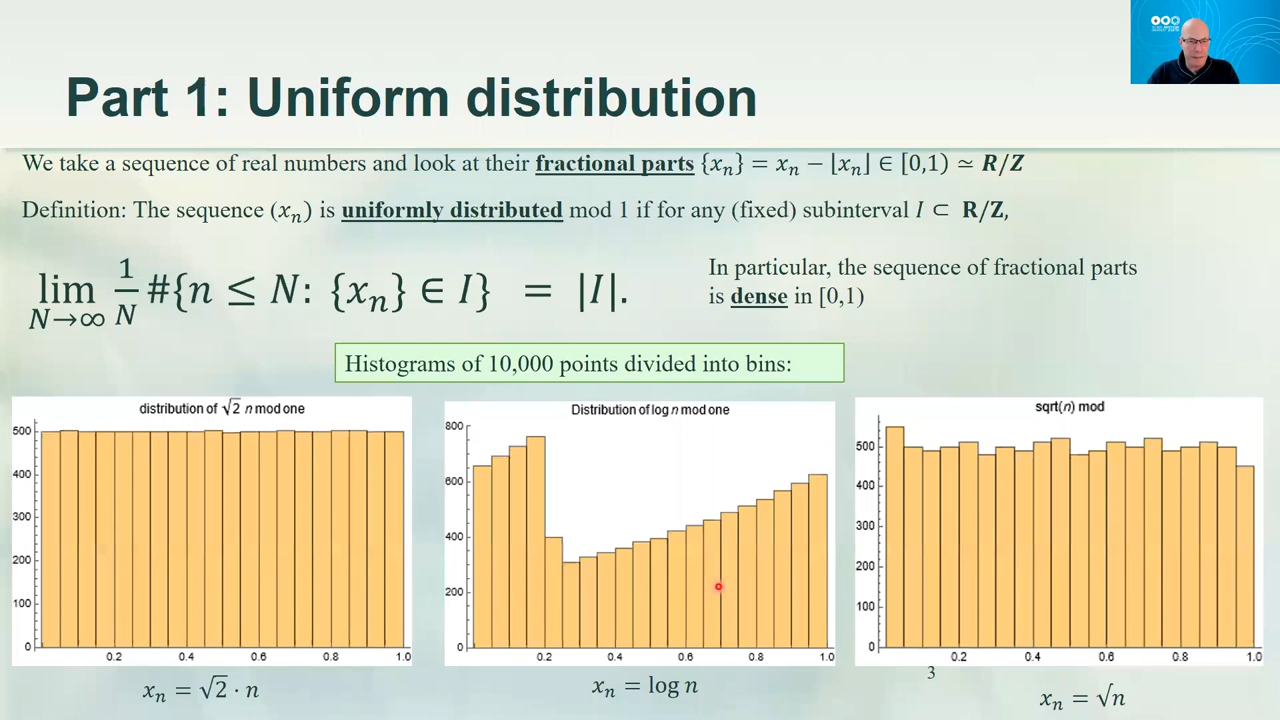 Part 1: Uniform distribution
We take a sequence of real numbers and look at their fractional parts {xₙ} = xₙ − ⌊xₙ⌋ ∈ [0,1) ≃ R/Z
Definition: The sequence (xₙ) is uniformly distributed mod 1 if for any (fixed) subinterval I ⊂ R/Z,
lim N→∞ 1/N #{n ≤ N: {xₙ} ∈ I} = |I|.
In particular, the sequence of fractional parts
is dense in [0,1)
Histograms of 10,000 points divided into bins:
distribution of √2 n mod one
500
400
300
200
100
0
0.2 0.4 0.6 0.8 1.0
xₙ = √2 · n
Distribution of log n mod one
800
600
400
200
0
0.2 0.4 0.6 0.8 1.0
xₙ = log n
sqrt(n) mod
500
400
300
200
100
0
0.2 0.4 0.6 0.8 1.0
3
xₙ = √n